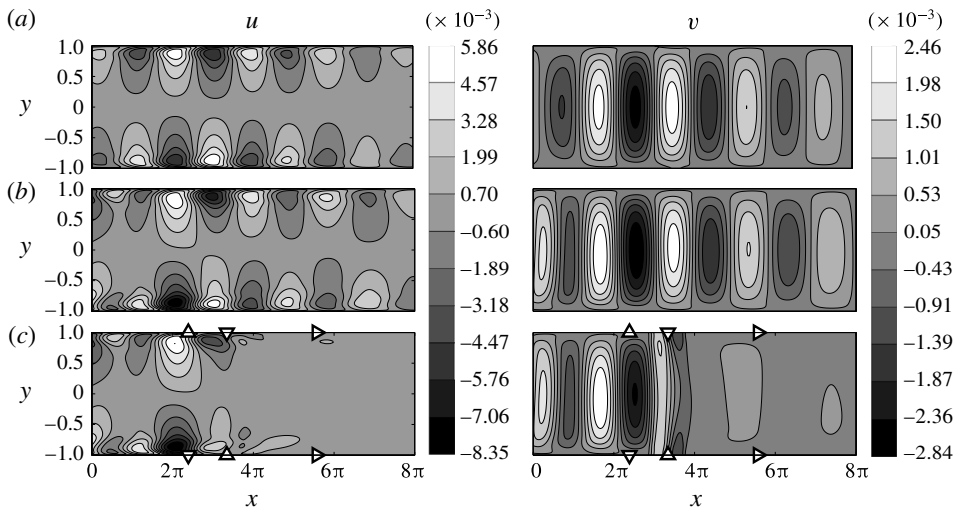 (a) u (× 10−3) v (× 10−3)
1.0 5.86 2.46
0.5 4.57 1.98
y 0 3.28 1.50
−0.5 1.99 1.01
−1.0 0.70 0.53
(b) 1.0 −0.60 0.05
0.5 −1.89 −0.43
y 0 −3.18 −0.91
−0.5 −4.47 −1.39
−1.0 −5.76 −1.87
(c) 1.0 −7.06 −2.36
0.5 −8.35 −2.84
y 0
−0.5
−1.0
0 2π 4π 6π 8π 0 2π 4π 6π 8π
x x